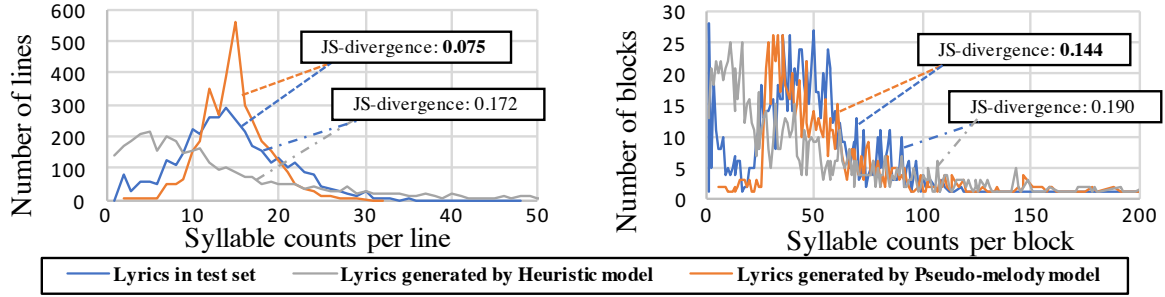 Number of lines
600
500
400
300
200
100
0
JS-divergence: 0.075
JS-divergence: 0.172
0 10 20 30 40 50
Syllable counts per line
Number of blocks
30
25
20
15
10
5
0
JS-divergence: 0.144
JS-divergence: 0.190
0 50 100 150 200
Syllable counts per block
Lyrics in test set Lyrics generated by Heuristic model Lyrics generated by Pseudo-melody model